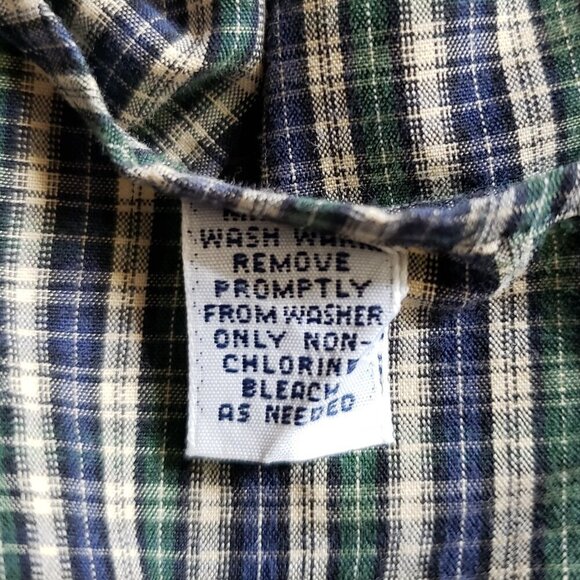 WASH WARM
REMOVE
PROMPTLY
FROM WASHER
ONLY NON-
CHLORINE
BLEACH
AS NEEDED